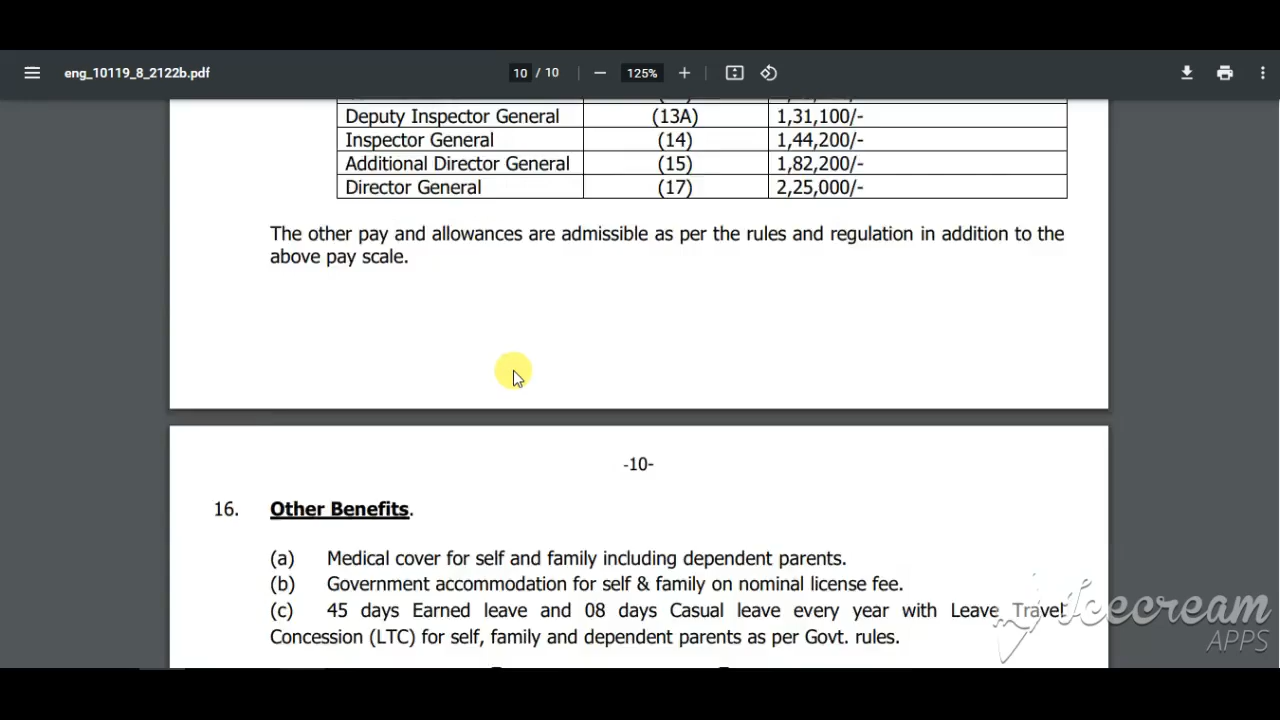 eng_10119_8_2122b.pdf
10 / 10
125%
Deputy Inspector General (13A) 1,31,100/-
Inspector General (14) 1,44,200/-
Additional Director General (15) 1,82,200/-
Director General (17) 2,25,000/-
The other pay and allowances are admissible as per the rules and regulation in addition to the
above pay scale.
-10-
16. Other Benefits.
(a) Medical cover for self and family including dependent parents.
(b) Government accommodation for self & family on nominal license fee.
(c) 45 days Earned leave and 08 days Casual leave every year with Leave Travel
Concession (LTC) for self, family and dependent parents as per Govt. rules.
Icecream
APPS